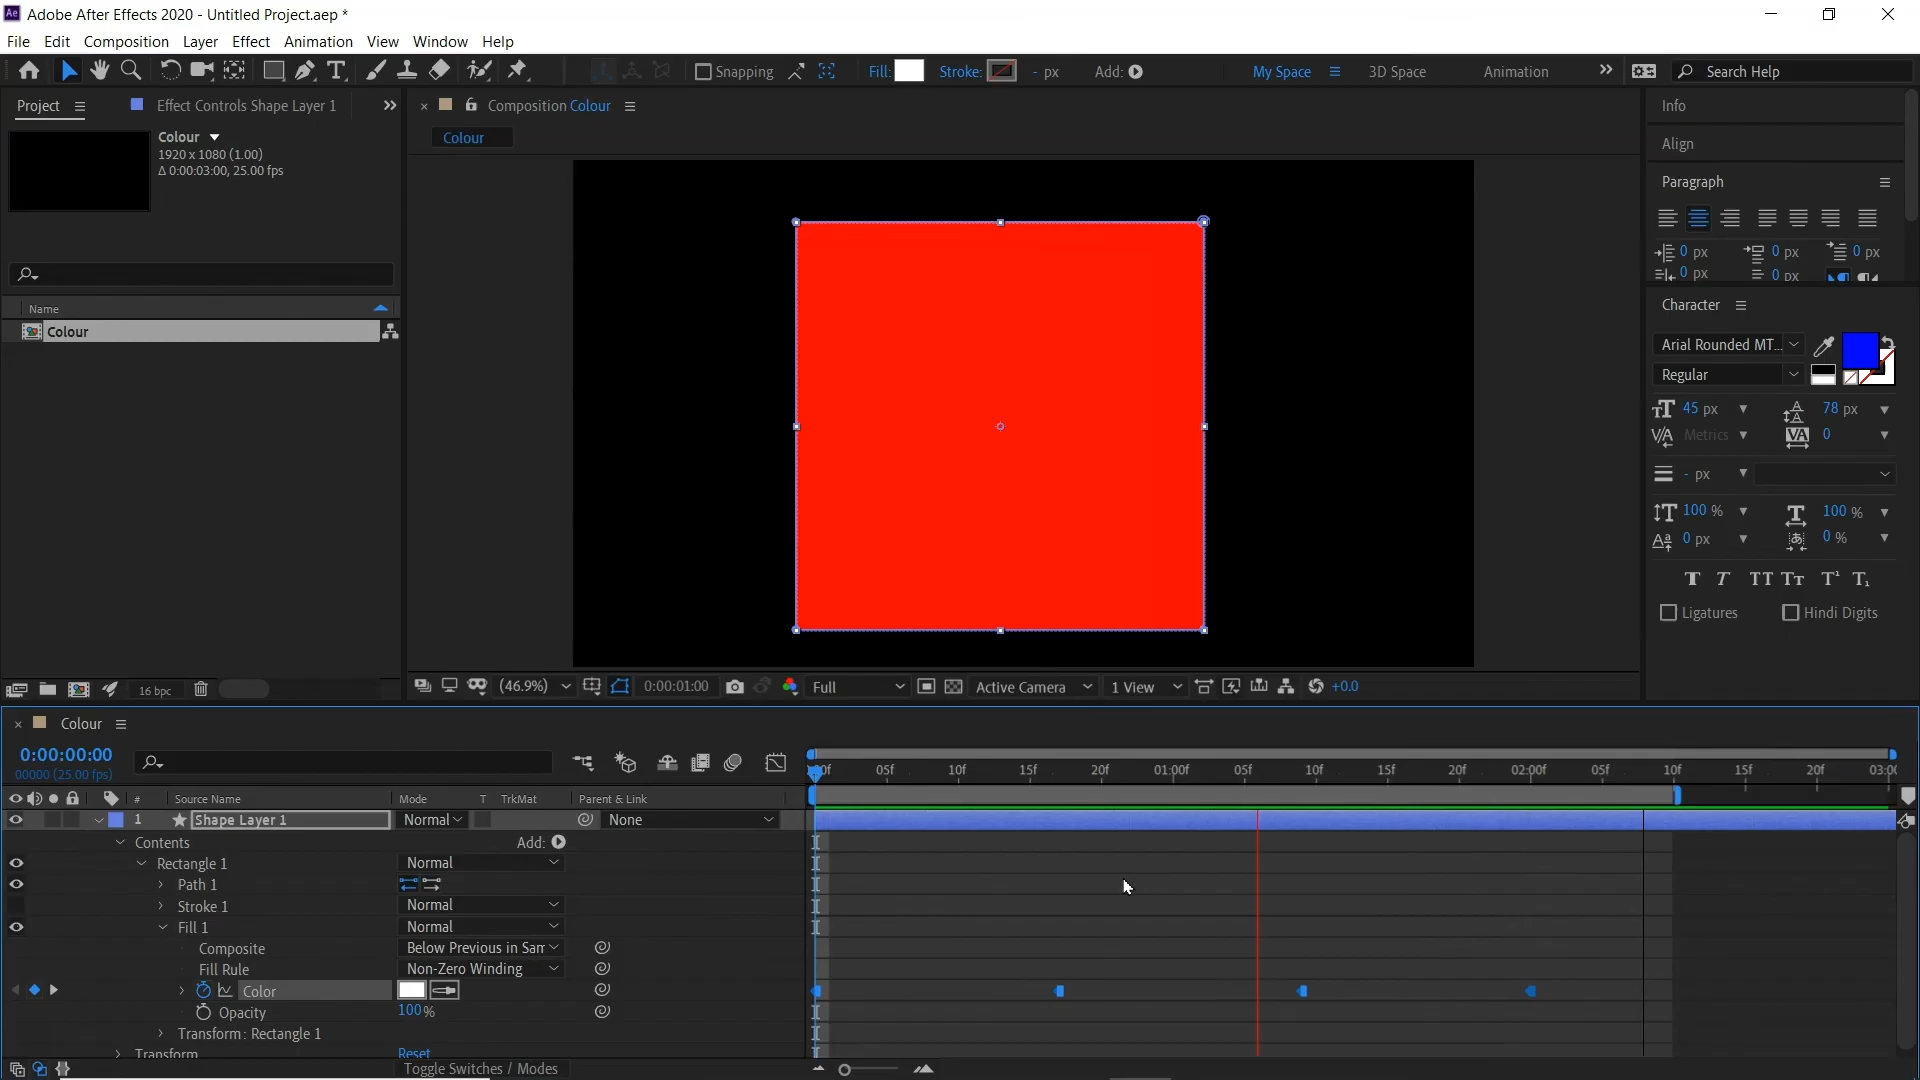 Ae Adobe After Effects 2020 - Untitled Project.aep *
File Edit Composition Layer Effect Animation View Window Help
Snapping Fill: Stroke: - px Add: My Space 3D Space Animation Search Help
Project Effect Controls Shape Layer 1
Composition Colour
Info
Colour
1920 x 1080 (1.00)
Δ 0:00:03:00, 25.00 fps
Colour
Align
Paragraph
0 px 0 px 0 px
0 px 0 px
Name
Colour
Character
Arial Rounded MT...
Regular
45 px 78 px
Metrics 0
- px
100 % 100 %
0 px 0 %
T T TT Tt T¹ T₁
Ligatures Hindi Digits
16 bpc
(46.9%) 0:00:01:00 Full Active Camera 1 View +0.0
Colour
0:00:00:00
00000 (25.00 fps)
05f 10f 15f 20f 01:00f 05f 10f 15f 20f 02:00f 05f 10f 15f 20f
# Source Name Mode T TrkMat Parent & Link
1 Shape Layer 1 Normal None
Contents Add:
Rectangle 1 Normal
Path 1
Stroke 1 Normal
Fill 1 Normal
Composite Below Previous in Sam
Fill Rule Non-Zero Winding
Color
Opacity 100%
Transform: Rectangle 1
Transform Reset
Toggle Switches / Modes